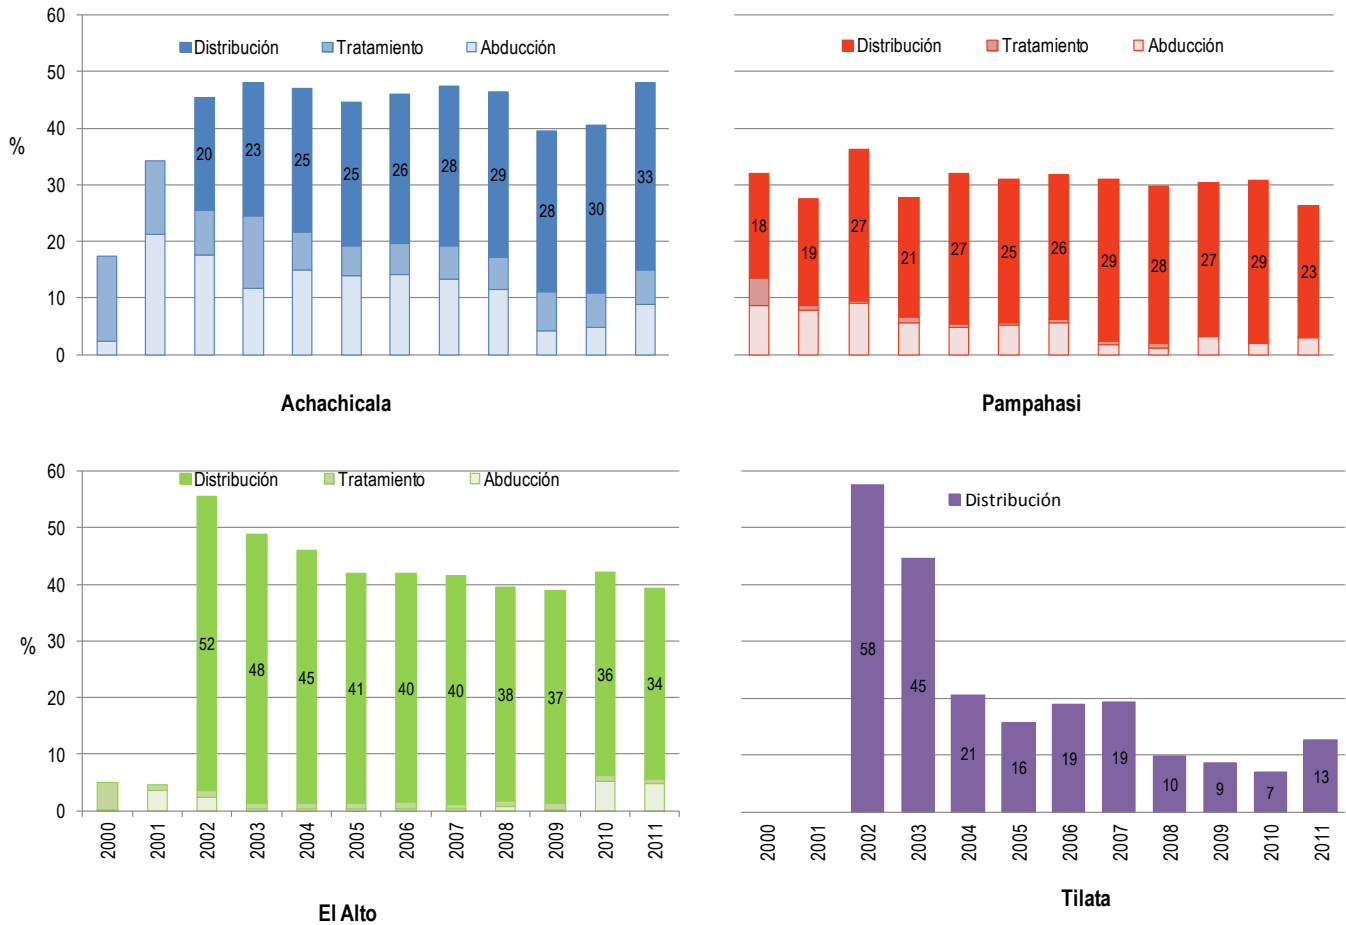 60
50
40
30
20
10
0
%
Distribución Tratamiento Abducción
20 23 25 25 26 28 29 28 30 33
Achachicala
Distribución Tratamiento Abducción
18 19 27 21 27 25 26 29 28 27 29 23
Pampahasi
60
50
40
30
20
10
0
%
Distribución Tratamiento Abducción
52 48 45 41 40 40 38 37 36 34
2000 2001 2002 2003 2004 2005 2006 2007 2008 2009 2010 2011
El Alto
Distribución
58 45 21 16 19 19 10 9 7 13
2000 2001 2002 2003 2004 2005 2006 2007 2008 2009 2010 2011
Tilata